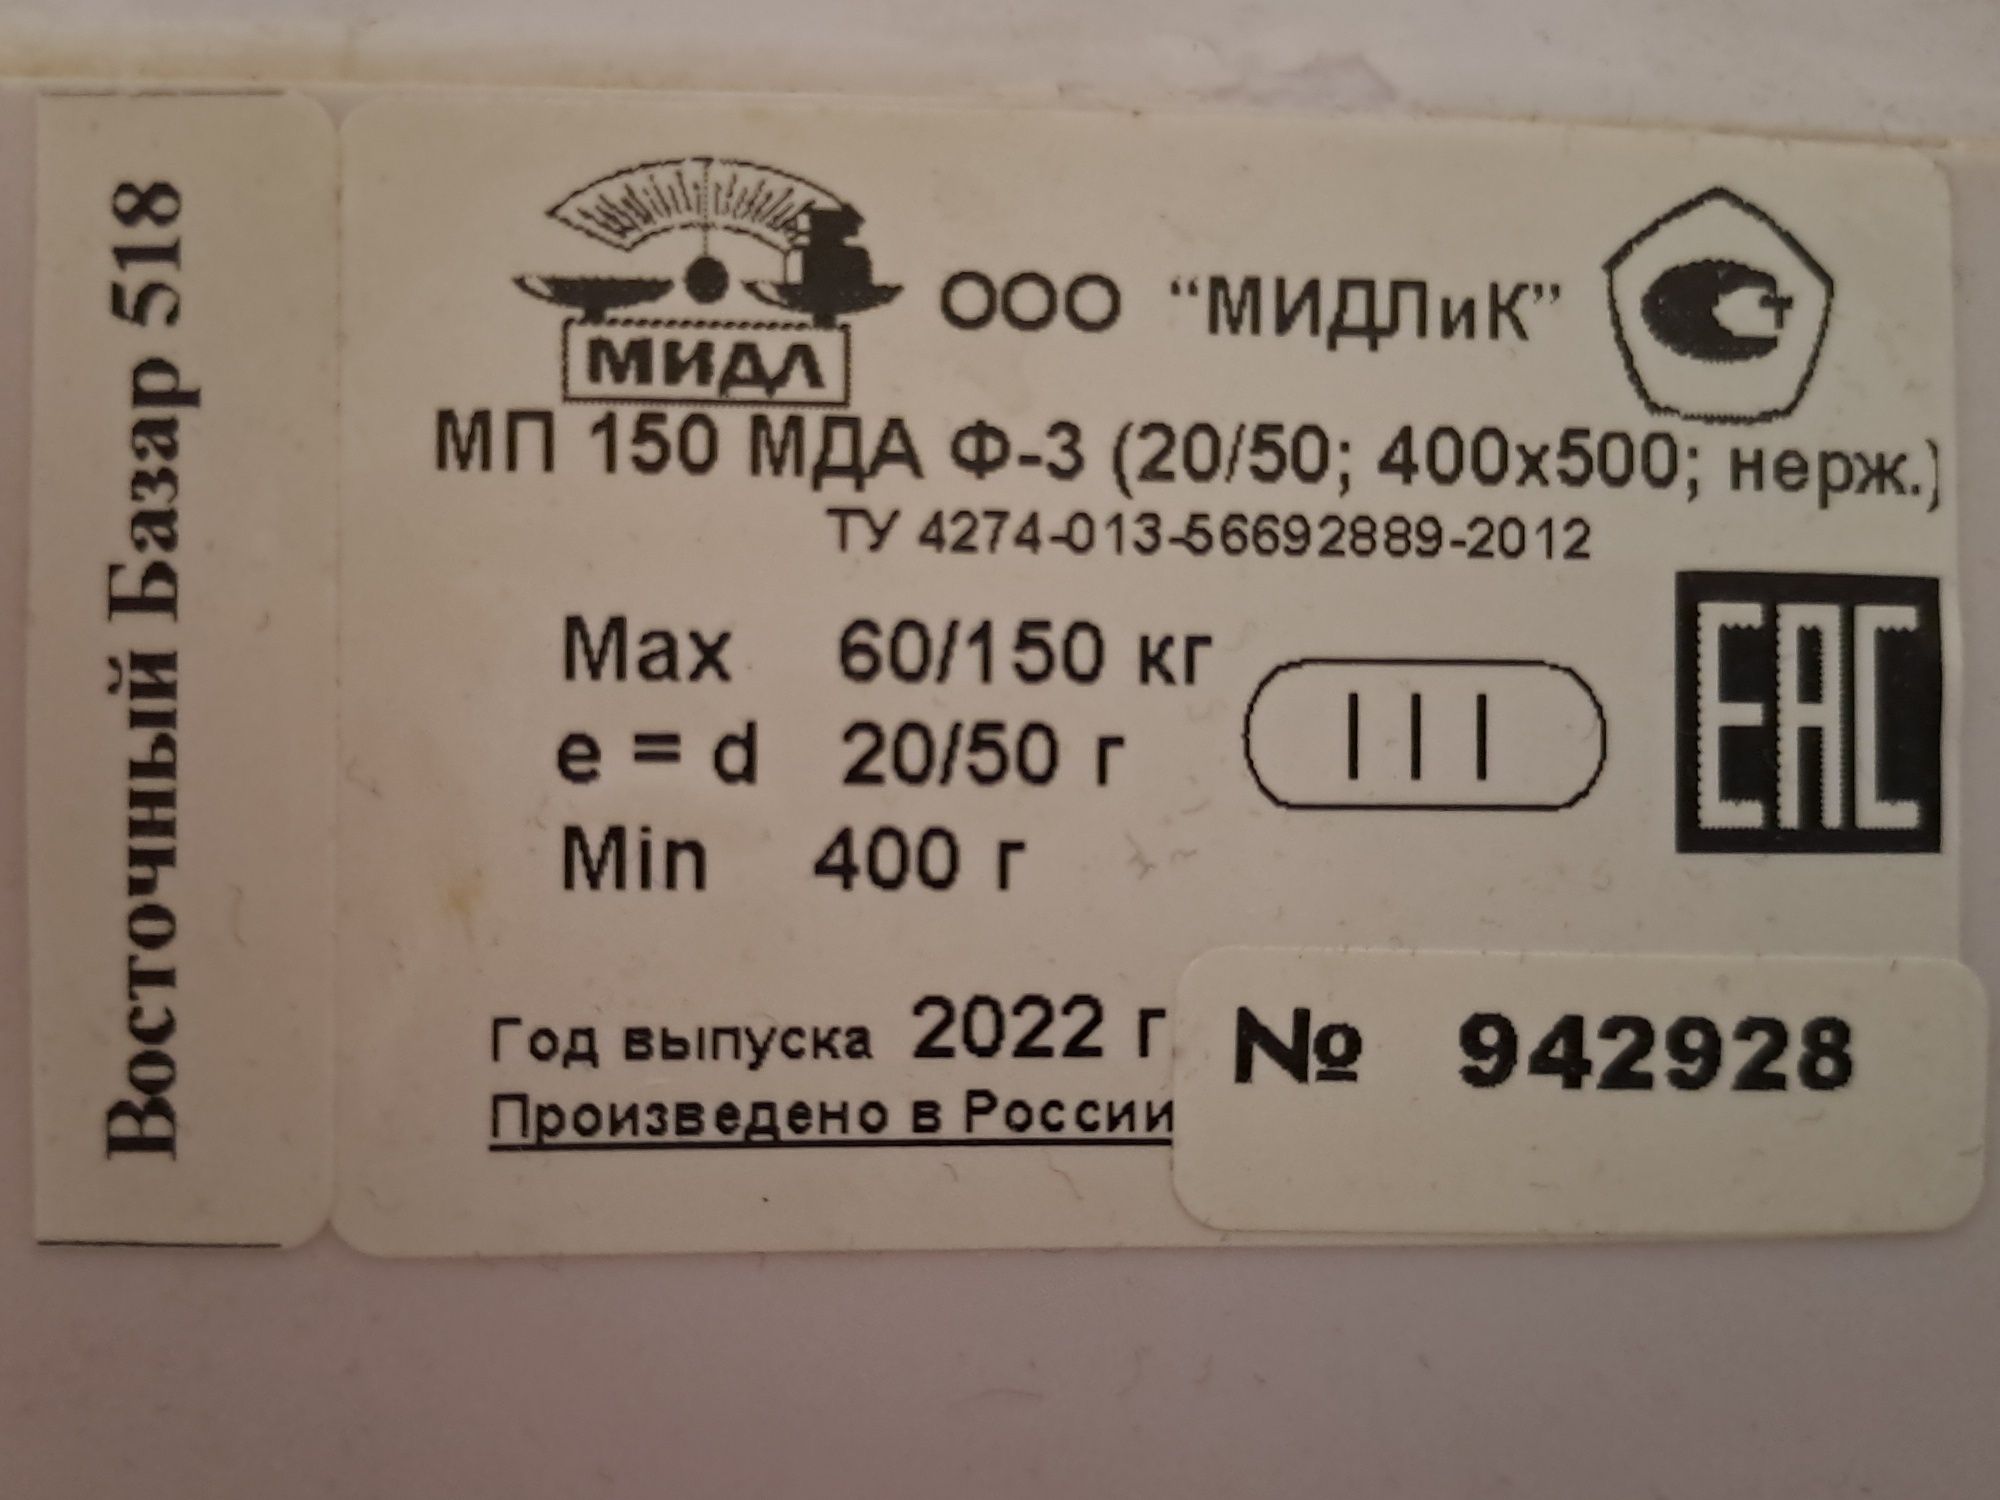 Восточный Базар 518
МИДЛ
ООО "МИДЛиК"
МП 150 МДА Ф-3 (20/50; 400х500; нерж.)
ТУ 4274-013-56692889-2012
Max 60/150 кг
e = d 20/50 г
III
EAC
Min 400 г
Год выпуска 2022 г
№ 942928
Произведено в России